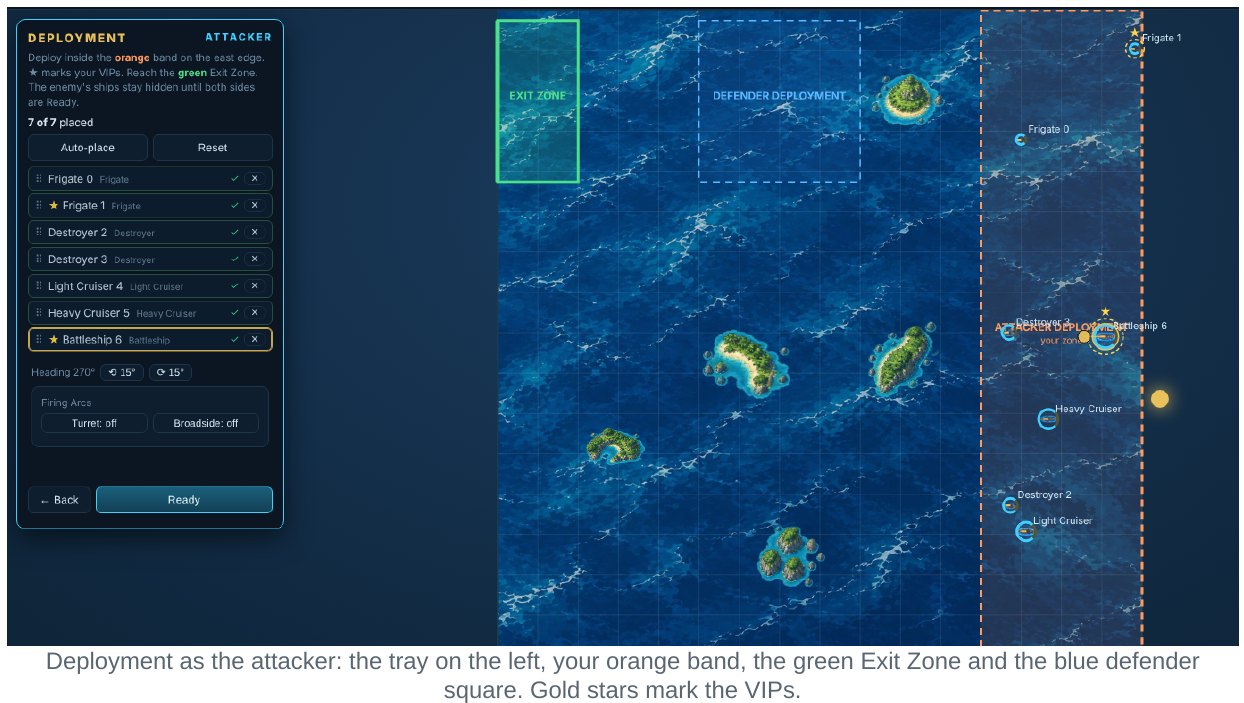 DEPLOYMENT ATTACKER
Deploy inside the orange band on the east edge.
★ marks your VIPs. Reach the green Exit Zone.
The enemy's ships stay hidden until both sides
are Ready.
7 of 7 placed
Auto-place Reset
Frigate 0 Frigate
★ Frigate 1 Frigate
Destroyer 2 Destroyer
Destroyer 3 Destroyer
Light Cruiser 4 Light Cruiser
Heavy Cruiser 5 Heavy Cruiser
★ Battleship 6 Battleship
Heading 270° ⟲ 15° ⟳ 15°
Firing Arcs
Turret: off Broadside: off
← Back Ready
EXIT ZONE
DEFENDER DEPLOYMENT
Frigate 1
Frigate 0
Destroyer 3
ATTACKER DEPLOYMENT
your zone
Battleship 6
Heavy Cruiser
Destroyer 2
Light Cruiser
Deployment as the attacker: the tray on the left, your orange band, the green Exit Zone and the blue defender
square. Gold stars mark the VIPs.